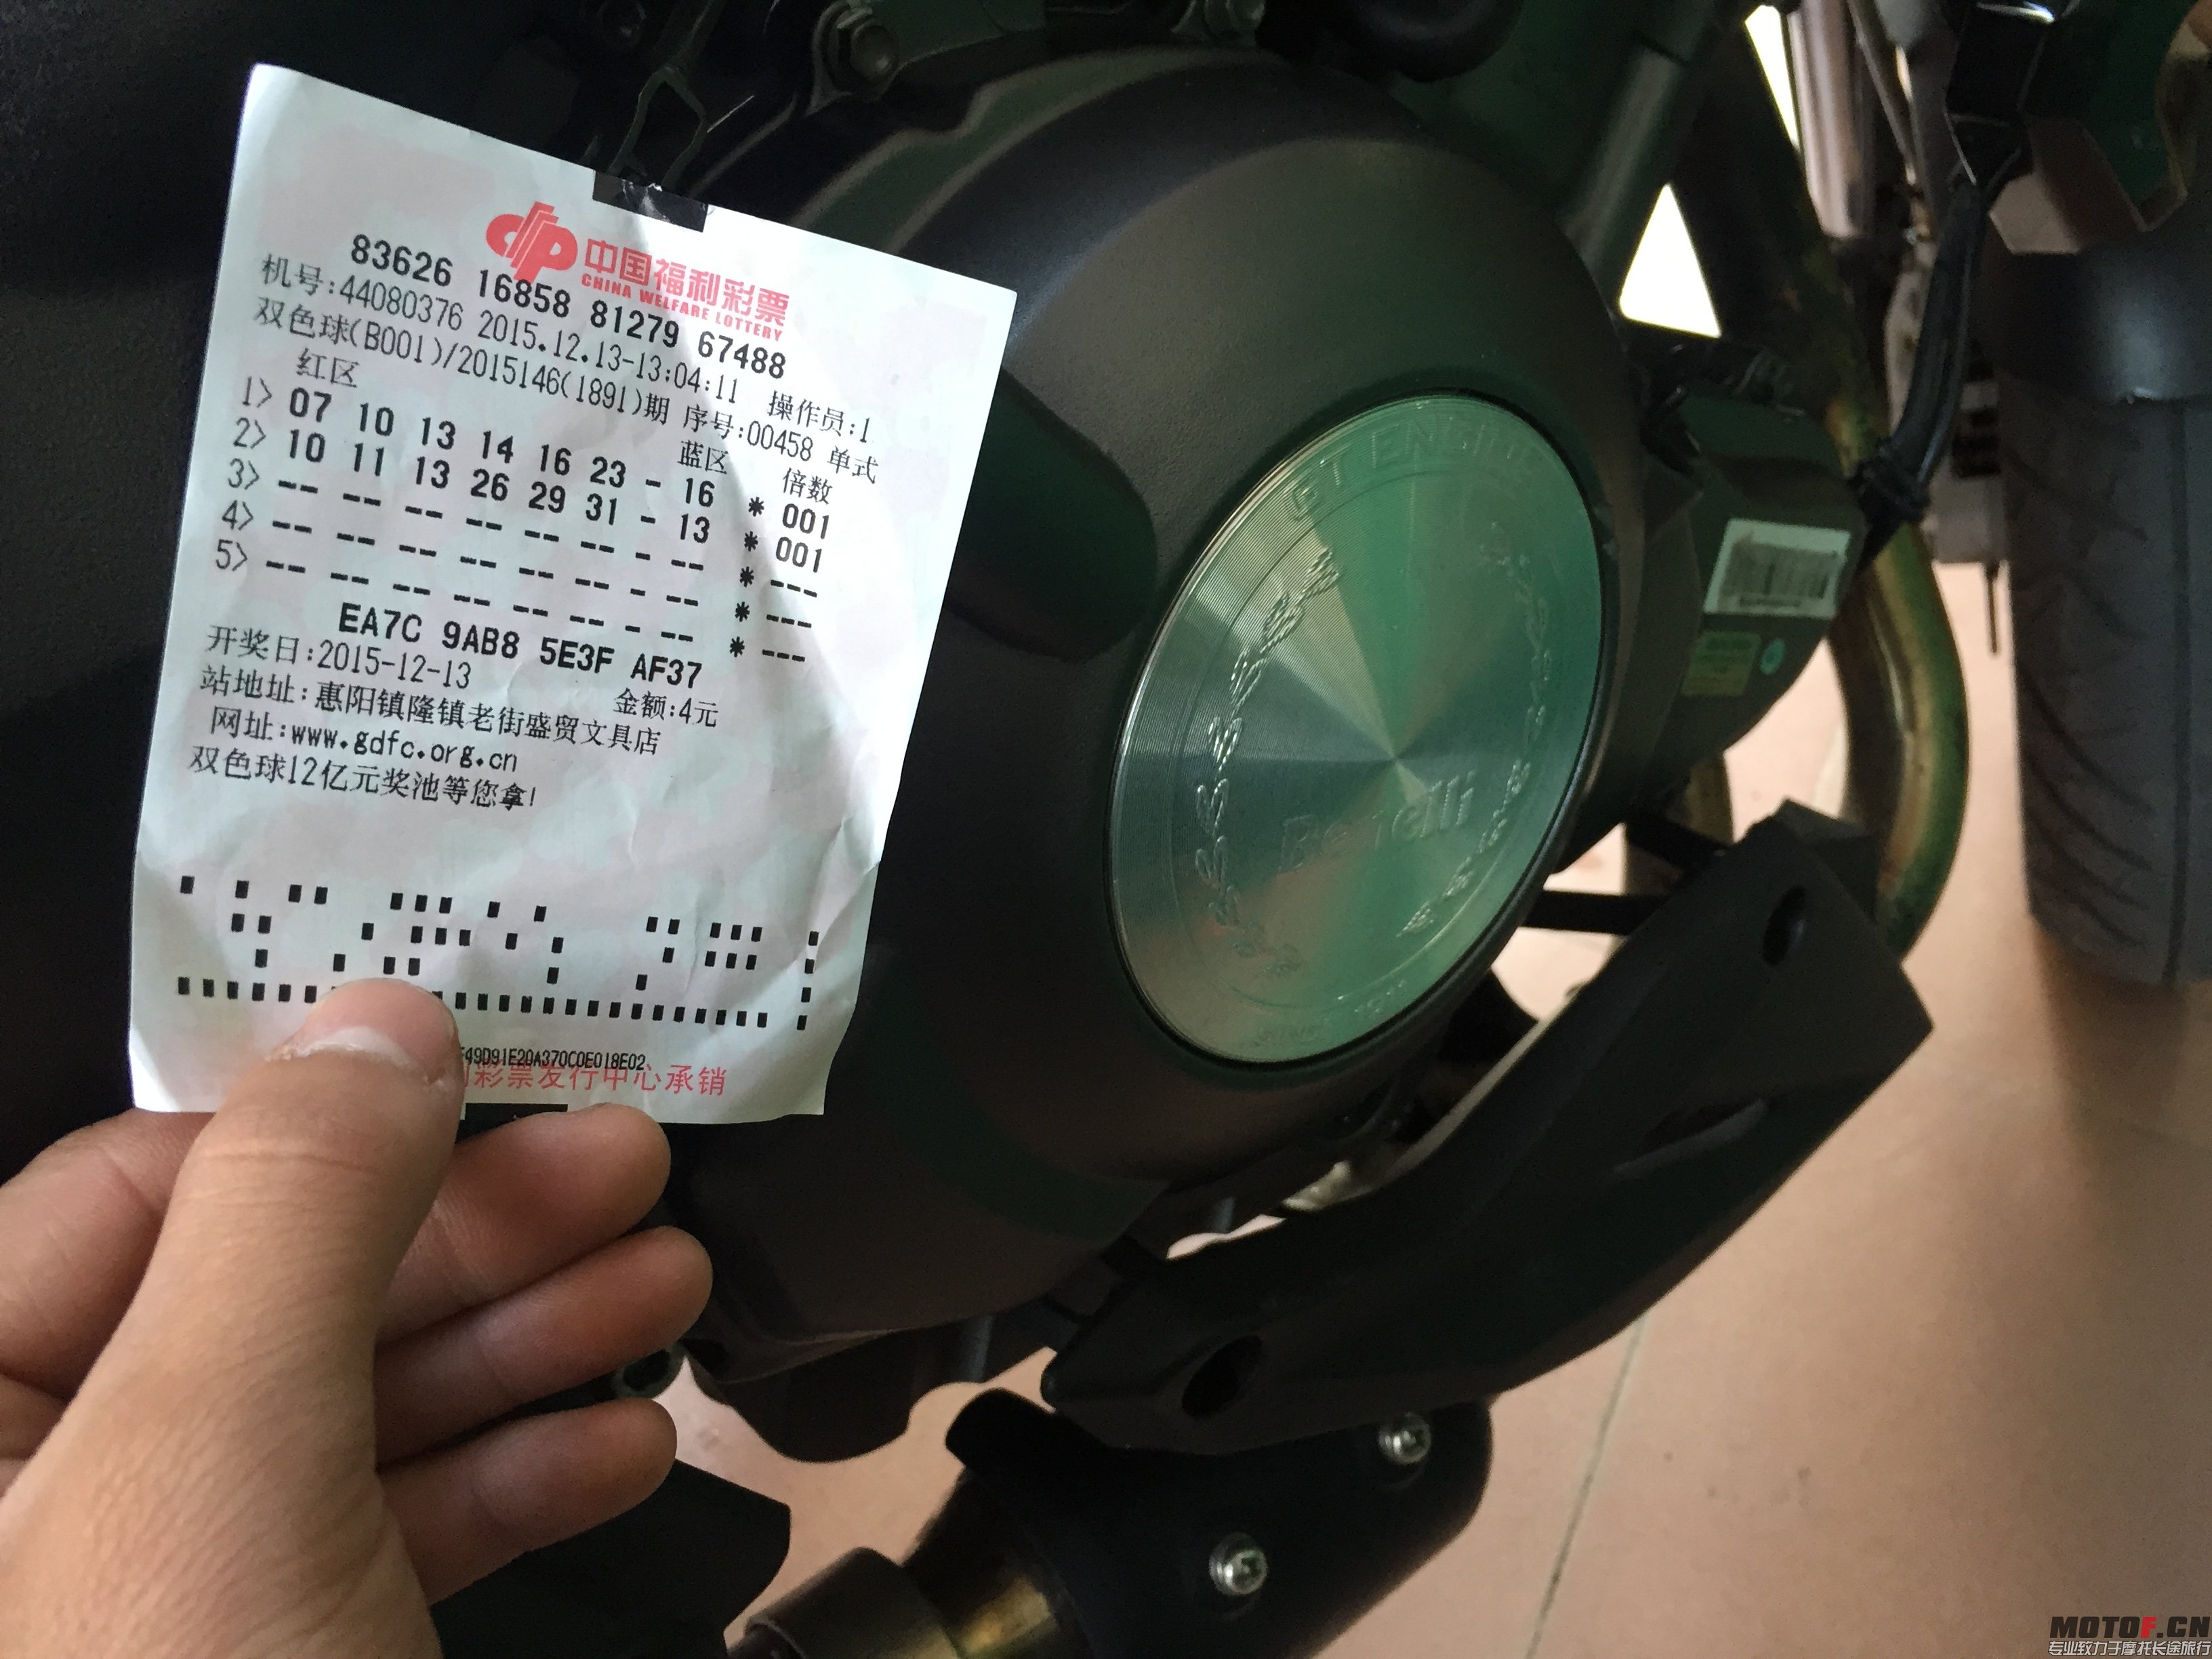 中国福利彩票
CHINA WELFARE LOTTERY
83626 16858 81279 67488
机号:44080376 2015.12.13-13:04:11 操作员:1
双色球(B001)/2015146(1891)期 序号:00458 单式
红区 蓝区 倍数
1> 07 10 13 14 16 23 - 16 * 001
2> 10 11 13 26 29 31 - 13 * 001
3> -- -- -- -- -- -- - -- * ---
4> -- -- -- -- -- -- - -- * ---
5> -- -- -- -- -- -- - -- * ---
EA7C 9AB8 5E3F AF37
开奖日:2015-12-13 金额:4元
站地址:惠阳镇隆镇老街盛贸文具店
网址:www.gdfc.org.cn
双色球12亿元奖池等您拿!
F49D91E20A370C0E018E02
彩票发行中心承销
GT ENGINE
Benelli
MOTOF.CN
专业致力于摩托长途旅行